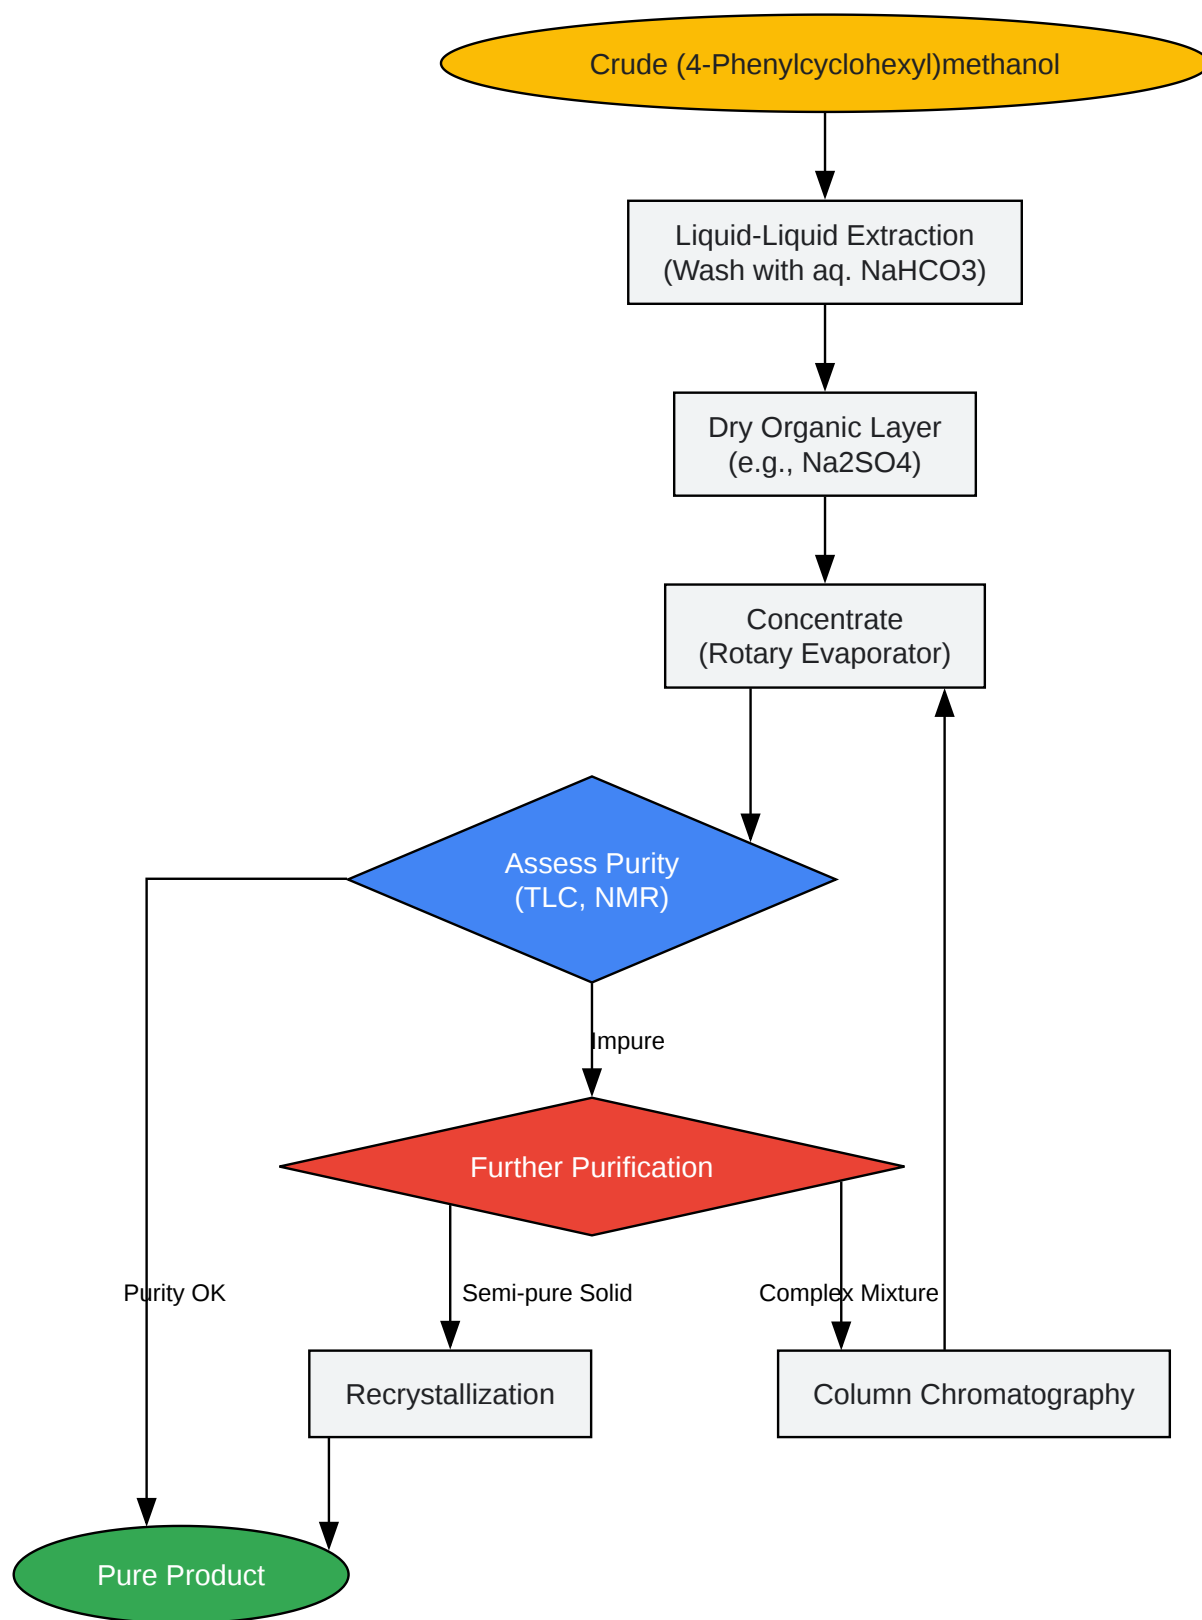 Crude (4-Phenylcyclohexyl)methanol
Liquid-Liquid Extraction
(Wash with aq. NaHCO3)
Dry Organic Layer
(e.g., Na2SO4)
Concentrate
(Rotary Evaporator)
Assess Purity
(TLC, NMR)
Impure
Further Purification
Purity OK
Semi-pure Solid
Complex Mixture
Recrystallization
Column Chromatography
Pure Product